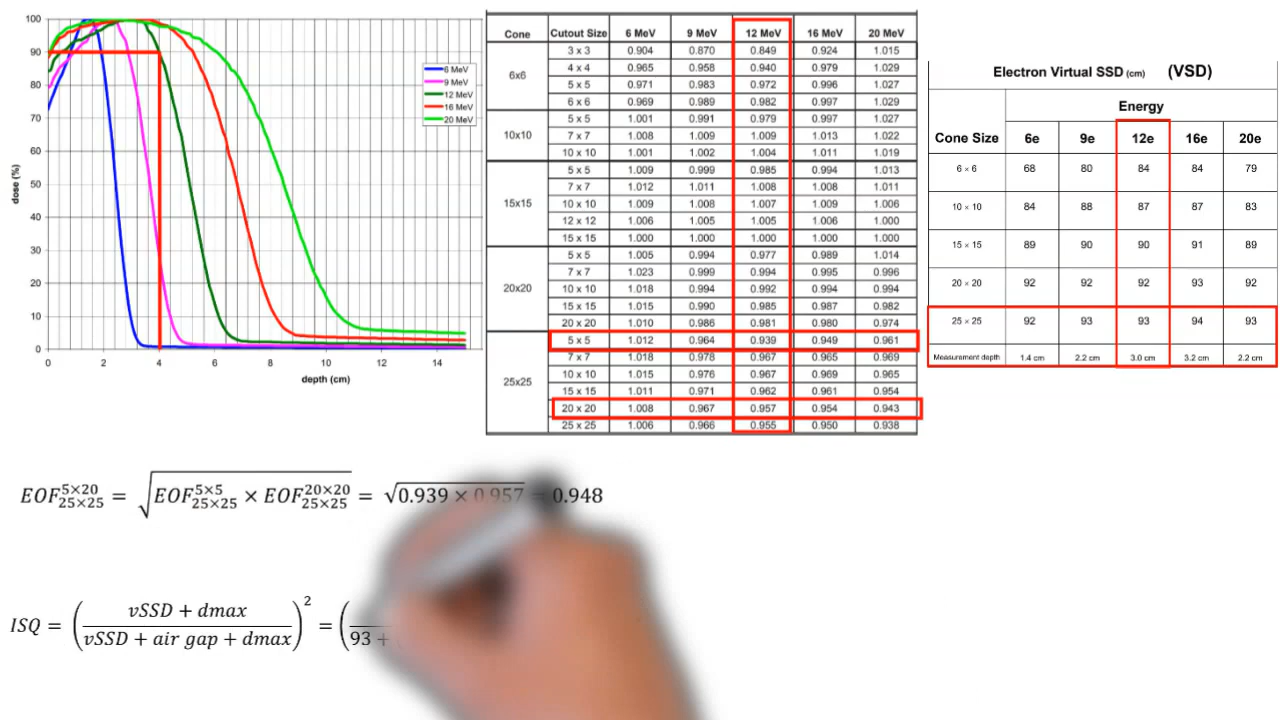 100
90
80
70
60
50
40
30
20
10
0
dose (%)
0 2 4 6 8 10 12 14
depth (cm)
6 MeV
9 MeV
12 MeV
16 MeV
20 MeV
Cone Cutout Size 6 MeV 9 MeV 12 MeV 16 MeV 20 MeV
6x6
3 x 3 0.904 0.870 0.849 0.924 1.015
4 x 4 0.965 0.958 0.940 0.979 1.029
5 x 5 0.971 0.983 0.972 0.996 1.027
6 x 6 0.969 0.989 0.982 0.997 1.029
10x10
5 x 5 1.001 0.991 0.979 0.997 1.027
7 x 7 1.008 1.009 1.009 1.013 1.022
10 x 10 1.001 1.002 1.004 1.011 1.019
15x15
5 x 5 1.009 0.999 0.985 0.994 1.013
7 x 7 1.012 1.011 1.008 1.008 1.011
10 x 10 1.009 1.008 1.007 1.009 1.006
12 x 12 1.006 1.005 1.005 1.006 1.000
15 x 15 1.000 1.000 1.000 1.000 1.000
20x20
5 x 5 1.005 0.994 0.977 0.989 1.014
7 x 7 1.023 0.999 0.994 0.995 0.996
10 x 10 1.018 0.994 0.992 0.994 0.994
15 x 15 1.015 0.990 0.985 0.987 0.982
20 x 20 1.010 0.986 0.981 0.980 0.974
25x25
5 x 5 1.012 0.964 0.939 0.949 0.961
7 x 7 1.018 0.978 0.967 0.965 0.969
10 x 10 1.015 0.976 0.967 0.969 0.965
15 x 15 1.011 0.971 0.962 0.961 0.954
20 x 20 1.008 0.967 0.957 0.954 0.943
25 x 25 1.006 0.966 0.955 0.950 0.938
Electron Virtual SSD (cm) (VSD)
Energy
Cone Size 6e 9e 12e 16e 20e
6 × 6 68 80 84 84 79
10 × 10 84 88 87 87 83
15 × 15 89 90 90 91 89
20 × 20 92 92 92 93 92
25 × 25 92 93 93 94 93
Measurement depth 1.4 cm 2.2 cm 3.0 cm 3.2 cm 2.2 cm
EOF 5×20 25×25 = √ EOF 5×5 25×25 × EOF 20×20 25×25 = √0.939 × 0.957 = 0.948
ISQ = ( vSSD + dmax / vSSD + air gap + dmax )² = ( 93 +